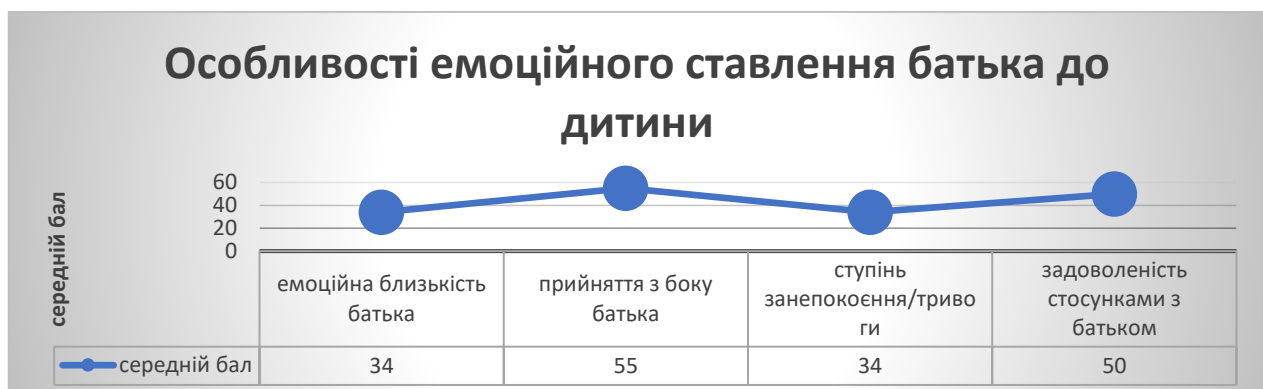 Особливості емоційного ставлення батька до
дитини
середній бал
60
40
20
0
емоційна близькість
батька
прийняття з боку
батька
ступінь
занепокоєння/триво
ги
задоволеність
стосунками з
батьком
середній бал 34 55 34 50